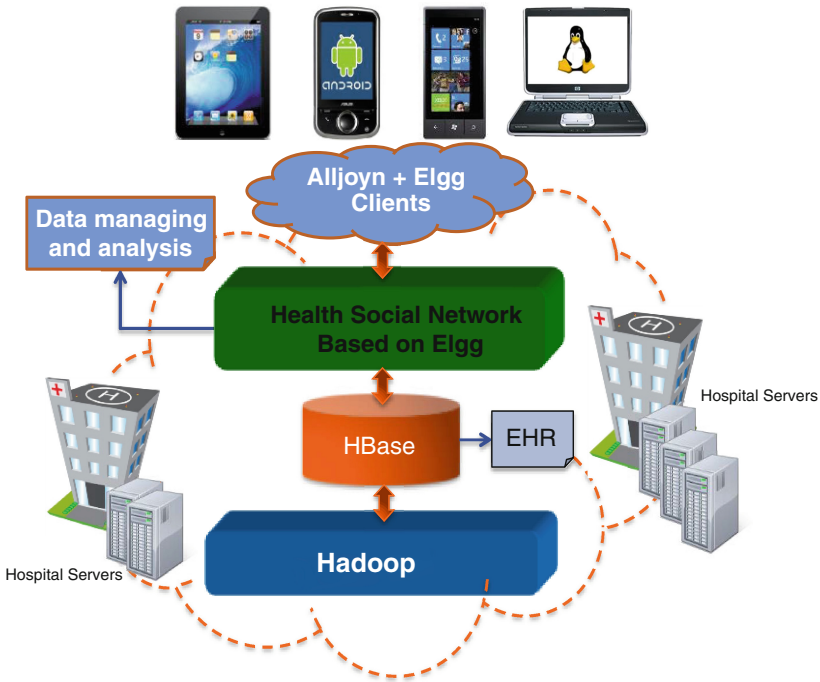 ANDROID
ASUS
Alljoyn + Elgg
Clients
Data managing
and analysis
Health Social Network
Based on Elgg
H
Hospital Servers
H
HBase
EHR
Hadoop
Hospital Servers